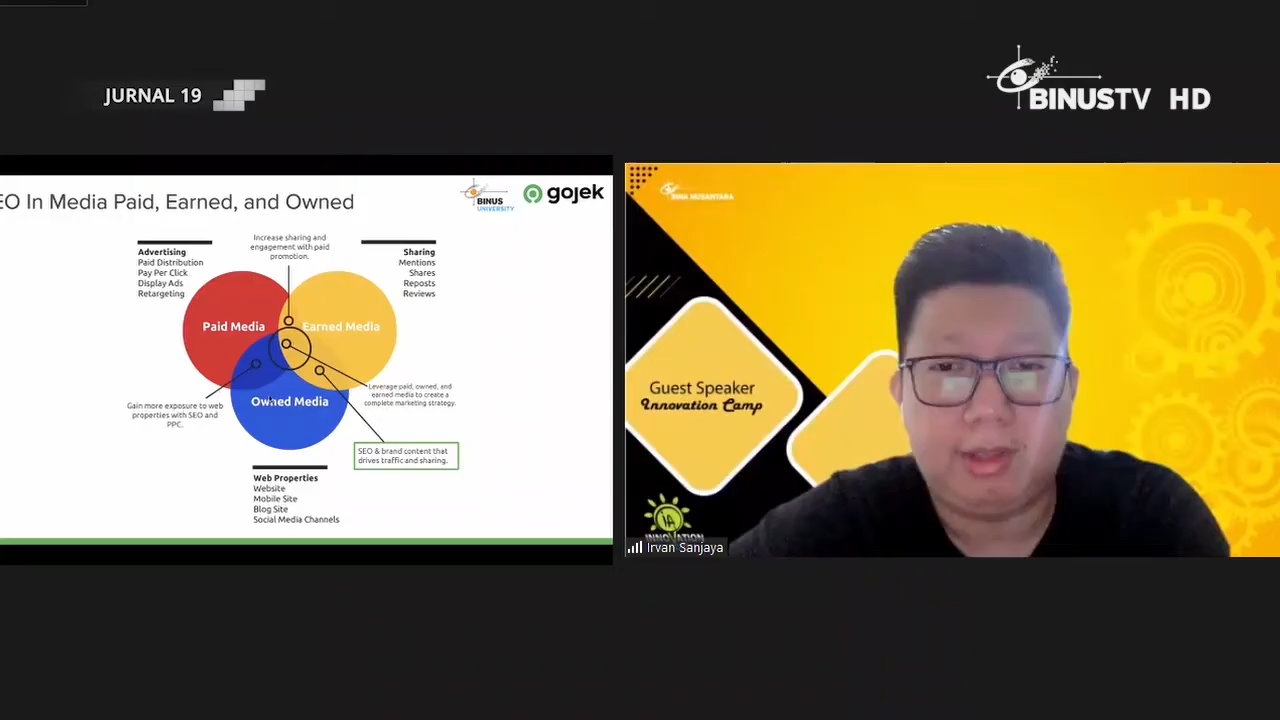 JURNAL 19
BINUSTV HD
EO In Media Paid, Earned, and Owned
BINUS
UNIVERSITY
gojek
Advertising
Paid Distribution
Pay Per Click
Display Ads
Retargeting
Increase sharing and
engagement with paid
promotion.
Sharing
Mentions
Shares
Reposts
Reviews
Paid Media
Earned Media
Owned Media
Gain more exposure to web
properties with SEO and
PPC.
Leverage paid, owned, and
earned media to create a
complete marketing strategy.
SEO & brand content that
drives traffic and sharing.
Web Properties
Website
Mobile Site
Blog Site
Social Media Channels
BINA NUSANTARA
Guest Speaker
Innovation Camp
iA
INNOVATION
Irvan Sanjaya